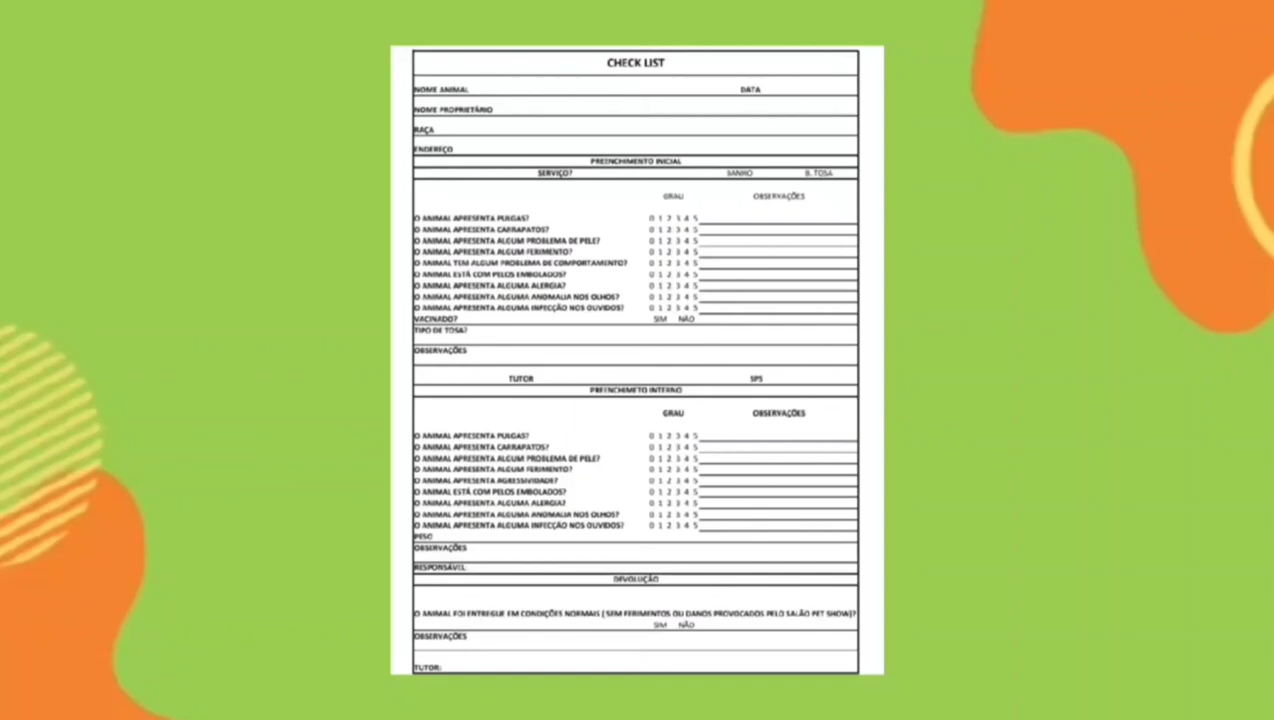 CHECK LIST
NOME ANIMAL DATA
NOME PROPRIETÁRIO
RAÇA
ENDEREÇO
PREENCHIMENTO INICIAL
SERVIÇO? BANHO B. TOSA
GRAU OBSERVAÇÕES
O ANIMAL APRESENTA PULGAS? 0 1 2 3 4 5
O ANIMAL APRESENTA CARRAPATOS? 0 1 2 3 4 5
O ANIMAL APRESENTA ALGUM PROBLEMA DE PELE? 0 1 2 3 4 5
O ANIMAL APRESENTA ALGUM FERIMENTO? 0 1 2 3 4 5
O ANIMAL TEM ALGUM PROBLEMA DE COMPORTAMENTO? 0 1 2 3 4 5
O ANIMAL ESTÁ COM PELOS EMBOLADOS? 0 1 2 3 4 5
O ANIMAL APRESENTA ALGUMA ALERGIA? 0 1 2 3 4 5
O ANIMAL APRESENTA ALGUMA ANOMALIA NOS OLHOS? 0 1 2 3 4 5
O ANIMAL APRESENTA ALGUMA INFECÇÃO NOS OUVIDOS? 0 1 2 3 4 5
VACINADO? SIM NÃO
TIPO DE TOSA?
OBSERVAÇÕES
TUTOR SPS
PREENCHIMETO INTERNO
GRAU OBSERVAÇÕES
O ANIMAL APRESENTA PULGAS? 0 1 2 3 4 5
O ANIMAL APRESENTA CARRAPATOS? 0 1 2 3 4 5
O ANIMAL APRESENTA ALGUM PROBLEMA DE PELE? 0 1 2 3 4 5
O ANIMAL APRESENTA ALGUM FERIMENTO? 0 1 2 3 4 5
O ANIMAL APRESENTA AGRESSIVIDADE? 0 1 2 3 4 5
O ANIMAL ESTÁ COM PELOS EMBOLADOS? 0 1 2 3 4 5
O ANIMAL APRESENTA ALGUMA ALERGIA? 0 1 2 3 4 5
O ANIMAL APRESENTA ALGUMA ANOMALIA NOS OLHOS? 0 1 2 3 4 5
O ANIMAL APRESENTA ALGUMA INFECÇÃO NOS OUVIDOS? 0 1 2 3 4 5
PESO
OBSERVAÇÕES
RESPONSÁVEL
DEVOLUÇÃO
O ANIMAL FOI ENTREGUE EM CONDIÇÕES NORMAIS ( SEM FERIMENTOS OU DANOS PROVOCADOS PELO SALÃO PET SHOW)?
SIM NÃO
OBSERVAÇÕES
TUTOR: